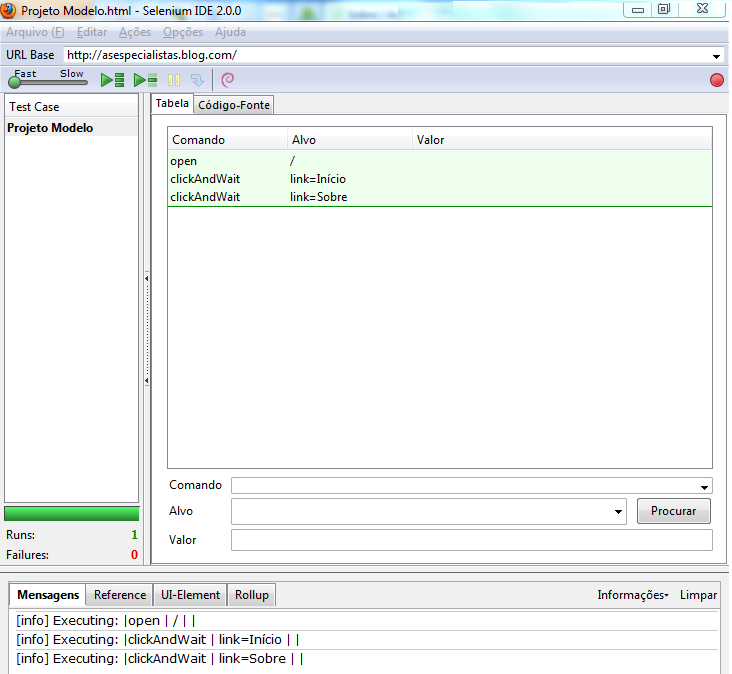 Projeto Modelo.html - Selenium IDE 2.0.0
Arquivo (F) Editar Ações Opções Ajuda
URL Base http://asespecialistas.blog.com/
Fast Slow
Test Case
Projeto Modelo
Tabela Código-Fonte
Comando Alvo Valor
open /
clickAndWait link=Início
clickAndWait link=Sobre
Comando
Alvo Procurar
Valor
Runs: 1
Failures: 0
Mensagens Reference UI-Element Rollup Informações Limpar
[info] Executing: |open | / | |
[info] Executing: |clickAndWait | link=Início | |
[info] Executing: |clickAndWait | link=Sobre | |